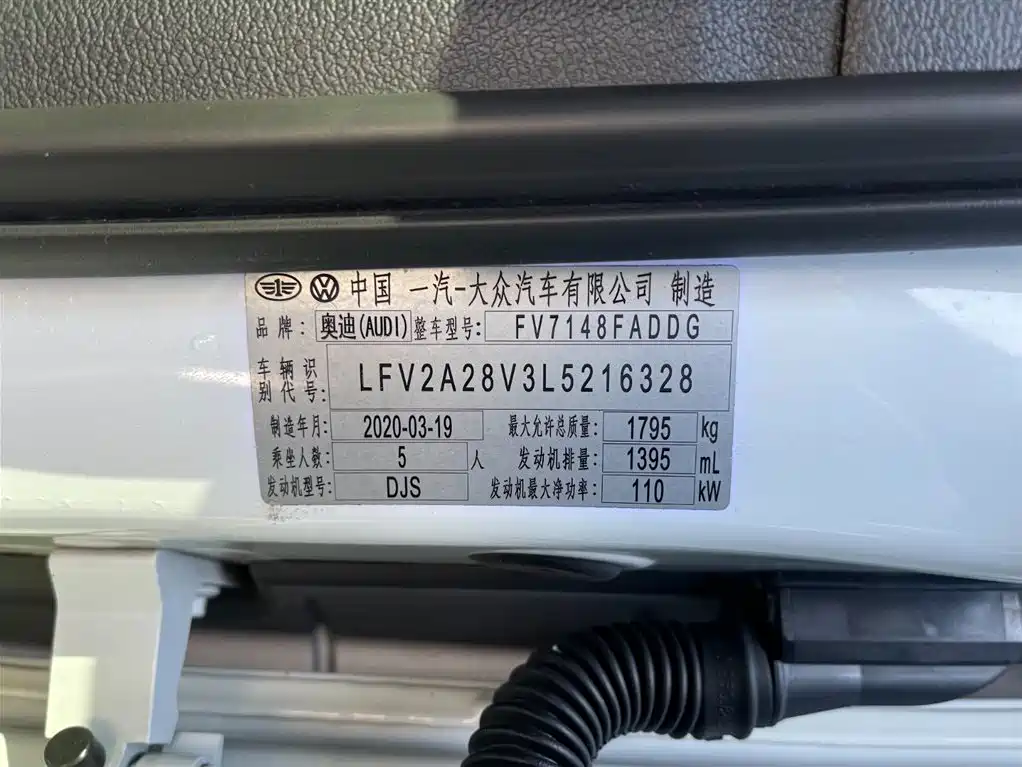 中国 一汽-大众汽车有限公司 制造
品牌: 奥迪(AUDI) 整车型号: FV7148FADDG
车辆识别代号: LFV2A28V3L5216328
制造年月: 2020-03-19 最大允许总质量: 1795 kg
乘坐人数: 5 人 发动机排量: 1395 mL
发动机型号: DJS 发动机最大净功率: 110 kW